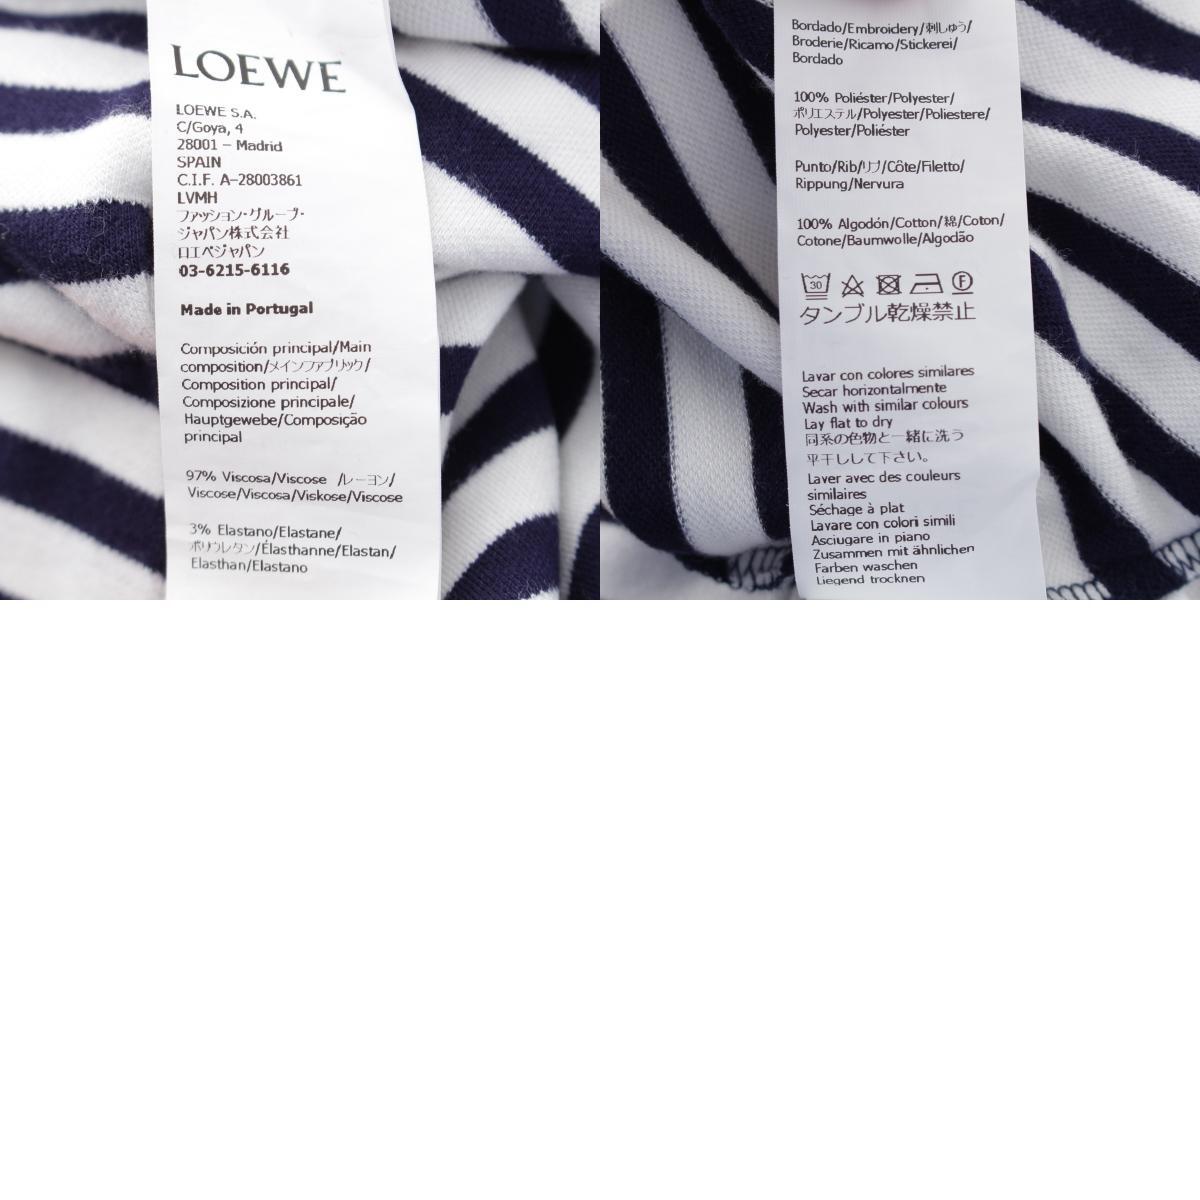 LOEWE
LOEWE S.A.
C/Goya, 4
28001 – Madrid
SPAIN
C.I.F. A-28003861
LVMH
ファッション・グループ・
ジャパン株式会社
ロエベジャパン
03-6215-6116
Made in Portugal
Composición principal/Main
composition/メインファブリック/
Composition principal/
Composizione principale/
Hauptgewebe/Composição
principal
97% Viscosa/Viscose /レーヨン/
Viscose/Viscosa/Viskose/Viscose
3% Elastano/Elastane/
ポリウレタン/Élasthanne/Elastan/
Elasthan/Elastano
Bordado/Embroidery/刺しゅう/
Broderie/Ricamo/Stickerei/
Bordado
100% Poliéster/Polyester/
ポリエステル/Polyester/Poliestere/
Polyester/Poliéster
Punto/Rib/リブ/Côte/Filetto/
Rippung/Nervura
100% Algodón/Cotton/綿/Coton/
Cotone/Baumwolle/Algodão
30 F
タンブル乾燥禁止
Lavar con colores similares
Secar horizontalmente
Wash with similar colours
Lay flat to dry
同系の色物と一緒に洗う
平干しして下さい。
Laver avec des couleurs
similaires
Séchage à plat
Lavare con colori simili
Asciugare in piano
Zusammen mit ähnlichen
Farben waschen
Liegend trocknen